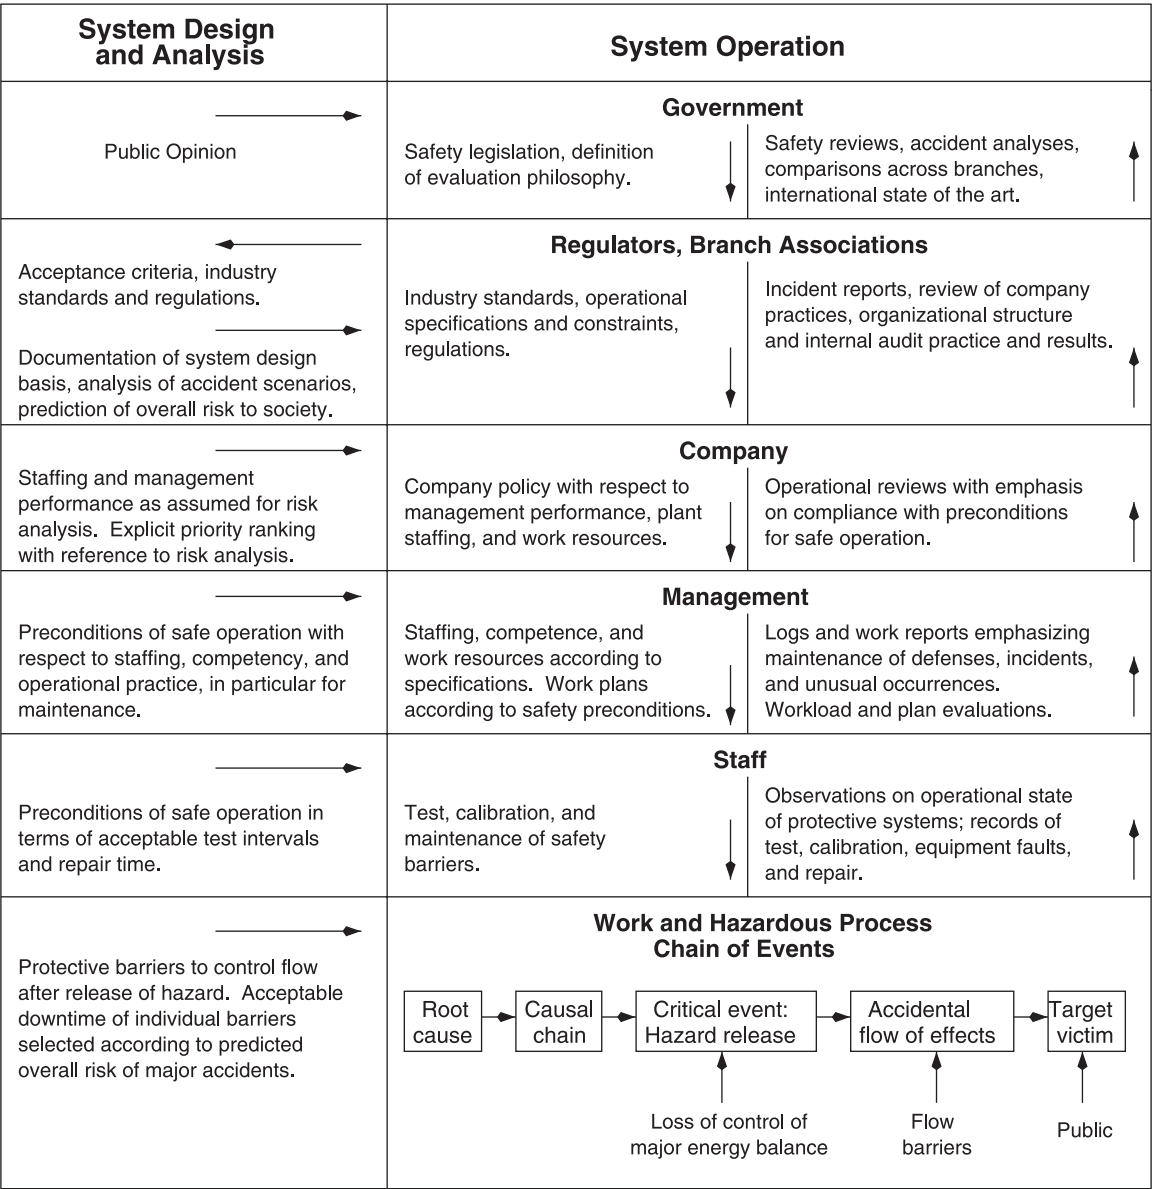 System Design
and Analysis
System Operation
Public Opinion
Government
Safety legislation, definition
of evaluation philosophy.
Safety reviews, accident analyses,
comparisons across branches,
international state of the art.
Acceptance criteria, industry
standards and regulations.
Documentation of system design
basis, analysis of accident scenarios,
prediction of overall risk to society.
Regulators, Branch Associations
Industry standards, operational
specifications and constraints,
regulations.
Incident reports, review of company
practices, organizational structure
and internal audit practice and results.
Staffing and management
performance as assumed for risk
analysis. Explicit priority ranking
with reference to risk analysis.
Company
Company policy with respect to
management performance, plant
staffing, and work resources.
Operational reviews with emphasis
on compliance with preconditions
for safe operation.
Preconditions of safe operation with
respect to staffing, competency, and
operational practice, in particular for
maintenance.
Management
Staffing, competence, and
work resources according to
specifications. Work plans
according to safety preconditions.
Logs and work reports emphasizing
maintenance of defenses, incidents,
and unusual occurrences.
Workload and plan evaluations.
Preconditions of safe operation in
terms of acceptable test intervals
and repair time.
Staff
Test, calibration, and
maintenance of safety
barriers.
Observations on operational state
of protective systems; records of
test, calibration, equipment faults,
and repair.
Protective barriers to control flow
after release of hazard. Acceptable
downtime of individual barriers
selected according to predicted
overall risk of major accidents.
Work and Hazardous Process
Chain of Events
Root
cause
Causal
chain
Critical event:
Hazard release
Accidental
flow of effects
Target
victim
Loss of control of
major energy balance
Flow
barriers
Public